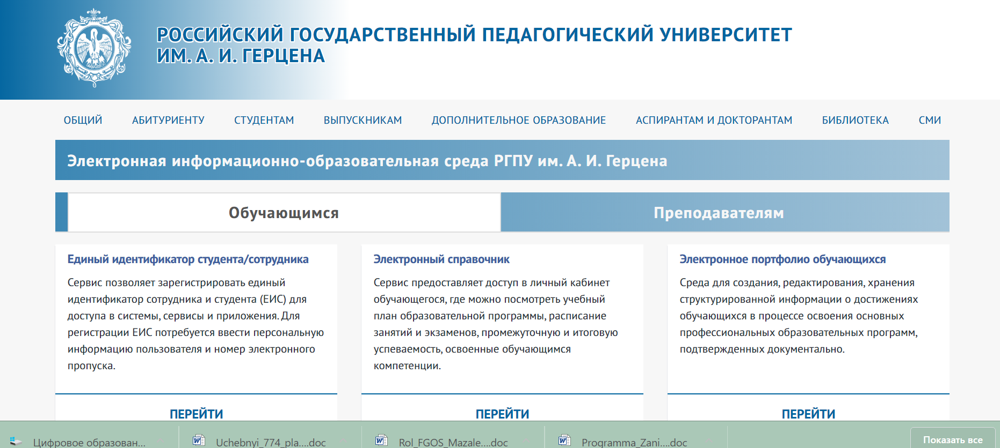 РОССИЙСКИЙ ГОСУДАРСТВЕННЫЙ ПЕДАГОГИЧЕСКИЙ УНИВЕРСИТЕТ
ИМ. А. И. ГЕРЦЕНА
ОБЩИЙ АБИТУРИЕНТУ СТУДЕНТАМ ВЫПУСКНИКАМ ДОПОЛНИТЕЛЬНОЕ ОБРАЗОВАНИЕ АСПИРАНТАМ И ДОКТОРАНТАМ БИБЛИОТЕКА СМИ
Электронная информационно-образовательная среда РГПУ им. А. И. Герцена
Обучающимся Преподавателям
Единый идентификатор студента/сотрудника
Сервис позволяет зарегистрировать единый
идентификатор сотрудника и студента (ЕИС) для
доступа в системы, сервисы и приложения. Для
регистрации ЕИС потребуется ввести персональную
информацию пользователя и номер электронного
пропуска.
ПЕРЕЙТИ
Электронный справочник
Сервис предоставляет доступ в личный кабинет
обучающегося, где можно посмотреть учебный
план образовательной программы, расписание
занятий и экзаменов, промежуточную и итоговую
успеваемость, освоенные обучающимся
компетенции.
ПЕРЕЙТИ
Электронное портфолио обучающихся
Среда для создания, редактирования, хранения
структурированной информации о достижениях
обучающихся в процессе освоения основных
профессиональных образовательных программ,
подтвержденных документально.
ПЕРЕЙТИ
Цифровое образован... Uchebnyi_774_pla....doc Rol_FGOS_Mazale....doc Programma_Zani....doc Показать все